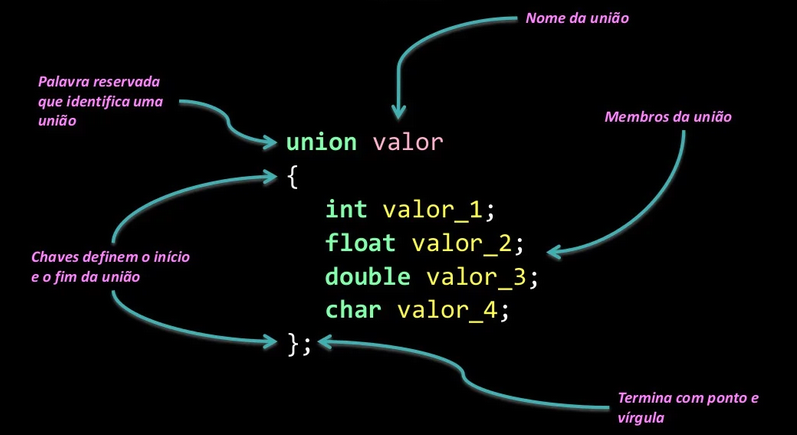 Nome da união
Palavra reservada
que identifica uma
união
Membros da união
union valor
{
int valor_1;
float valor_2;
double valor_3;
char valor_4;
};
Chaves definem o início
e o fim da união
Termina com ponto e
vírgula